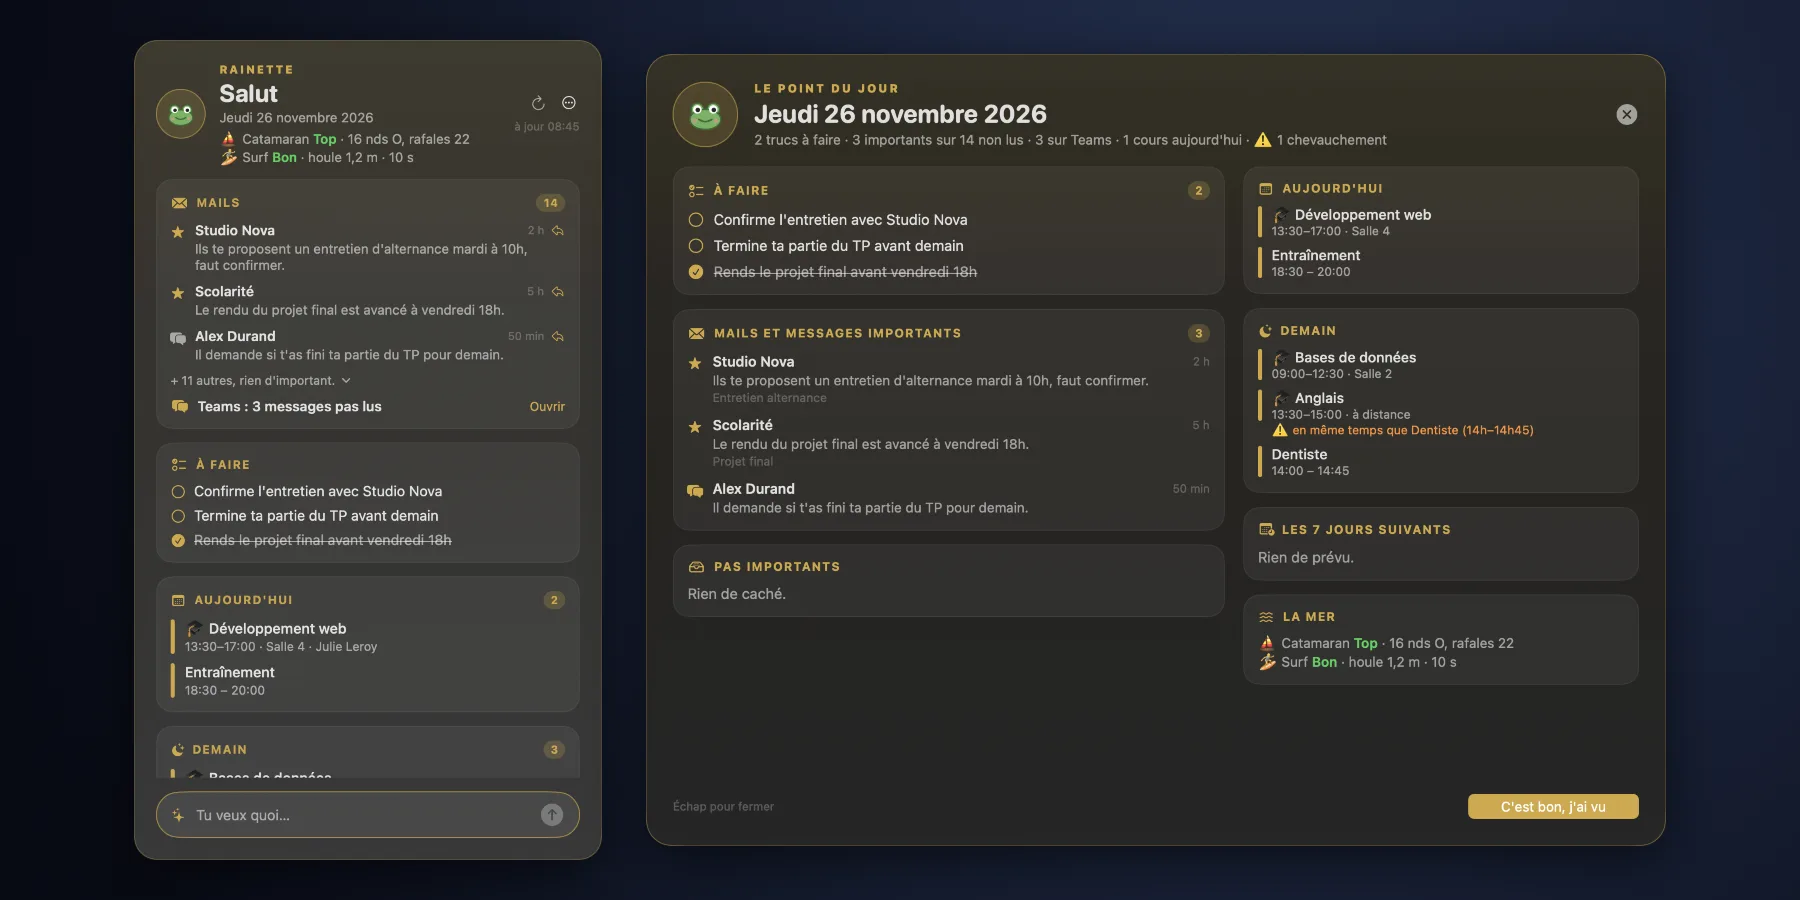 RAINETTE
Salut
Jeudi 26 novembre 2026
à jour 08:45
Catamaran Top · 16 nds O, rafales 22
Surf Bon · houle 1,2 m · 10 s
MAILS 14
Studio Nova 2 h
Ils te proposent un entretien d'alternance mardi à 10h,
faut confirmer.
Scolarité 5 h
Le rendu du projet final est avancé à vendredi 18h.
Alex Durand 50 min
Il demande si t'as fini ta partie du TP pour demain.
+ 11 autres, rien d'important.
Teams : 3 messages pas lus Ouvrir
À FAIRE
Confirme l'entretien avec Studio Nova
Termine ta partie du TP avant demain
Rends le projet final avant vendredi 18h
AUJOURD'HUI 2
Développement web
13:30–17:00 · Salle 4 · Julie Leroy
Entraînement
18:30 – 20:00
DEMAIN 3
Bases de données
Tu veux quoi...
LE POINT DU JOUR
Jeudi 26 novembre 2026
2 trucs à faire · 3 importants sur 14 non lus · 3 sur Teams · 1 cours aujourd'hui · ⚠️ 1 chevauchement
À FAIRE 2
Confirme l'entretien avec Studio Nova
Termine ta partie du TP avant demain
Rends le projet final avant vendredi 18h
MAILS ET MESSAGES IMPORTANTS 3
Studio Nova 2 h
Ils te proposent un entretien d'alternance mardi à 10h, faut confirmer.
Entretien alternance
Scolarité 5 h
Le rendu du projet final est avancé à vendredi 18h.
Projet final
Alex Durand 50 min
Il demande si t'as fini ta partie du TP pour demain.
PAS IMPORTANTS
Rien de caché.
AUJOURD'HUI
Développement web
13:30–17:00 · Salle 4
Entraînement
18:30 – 20:00
DEMAIN
Bases de données
09:00–12:30 · Salle 2
Anglais
13:30–15:00 · à distance
⚠️ en même temps que Dentiste (14h–14h45)
Dentiste
14:00 – 14:45
LES 7 JOURS SUIVANTS
Rien de prévu.
LA MER
Catamaran Top · 16 nds O, rafales 22
Surf Bon · houle 1,2 m · 10 s
Échap pour fermer
C'est bon, j'ai vu